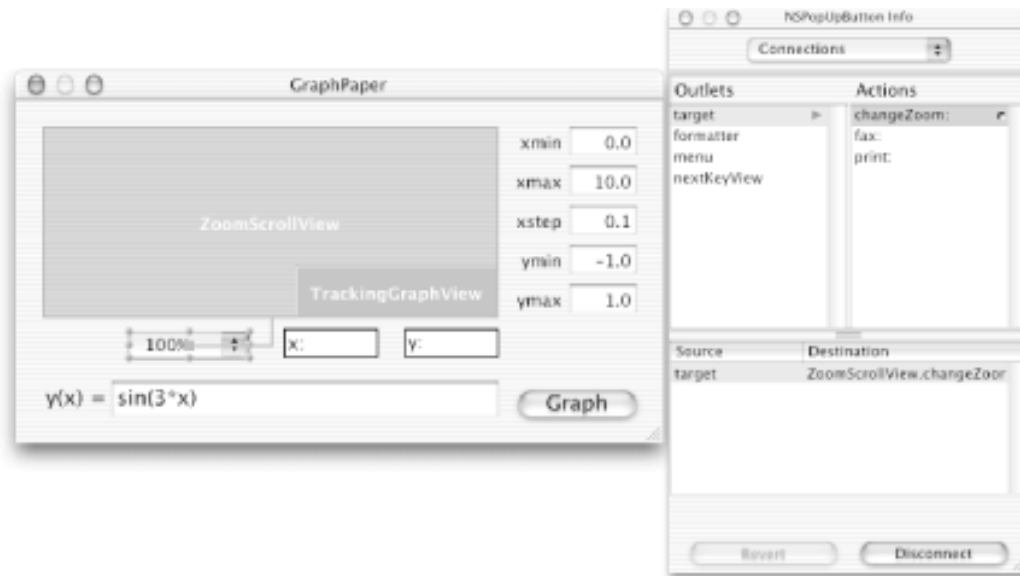 GraphPaper
ZoomScrollView
TrackingGraphView
xmin 0.0
xmax 10.0
xstep 0.1
ymin -1.0
ymax 1.0
100% x: y:
y(x) = sin(3*x) Graph
NSPopUpButton Info
Connections
Outlets Actions
target changeZoom:
formatter fax:
menu print:
nextKeyView
Source Destination
target ZoomScrollView.changeZoor
Revert Disconnect